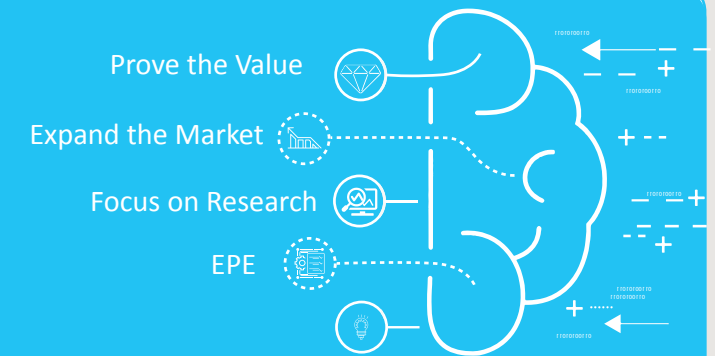 Prove the Value
Expand the Market
Focus on Research
EPE